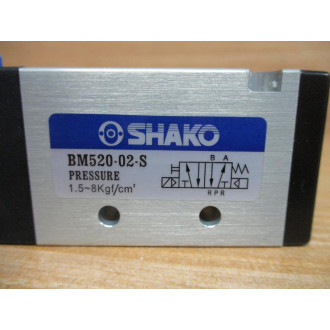 SHAKO
BM520-02-S
PRESSURE
1.5~8Kgf/cm²
B A
R P R